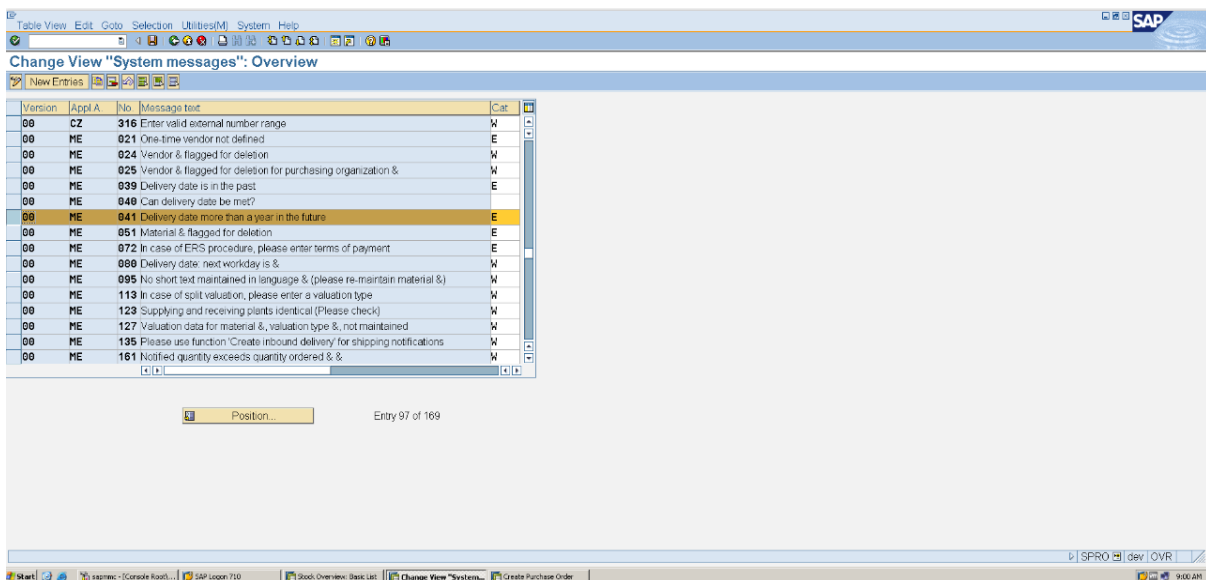 Table View Edit Goto Selection Utilities(M) System Help
SAP
Change View "System messages": Overview
New Entries
Version Appl A. No. Message text Cat
00 CZ 316 Enter valid external number range W
00 ME 021 One-time vendor not defined E
00 ME 024 Vendor & flagged for deletion W
00 ME 025 Vendor & flagged for deletion for purchasing organization & W
00 ME 039 Delivery date is in the past E
00 ME 040 Can delivery date be met?
00 ME 041 Delivery date more than a year in the future E
00 ME 051 Material & flagged for deletion E
00 ME 072 In case of ERS procedure, please enter terms of payment E
00 ME 080 Delivery date: next workday is & W
00 ME 095 No short text maintained in language & (please re-maintain material &) W
00 ME 113 In case of split valuation, please enter a valuation type W
00 ME 123 Supplying and receiving plants identical (Please check) W
00 ME 127 Valuation data for material &, valuation type &, not maintained W
00 ME 135 Please use function 'Create inbound delivery' for shipping notifications W
00 ME 161 Notified quantity exceeds quantity ordered & & W
Position... Entry 97 of 169
SPRO dev OVR
Start sapmmc - [Console Root\... SAP Logon 710 Stock Overview: Basic List Change View "System... Create Purchase Order 9:00 AM